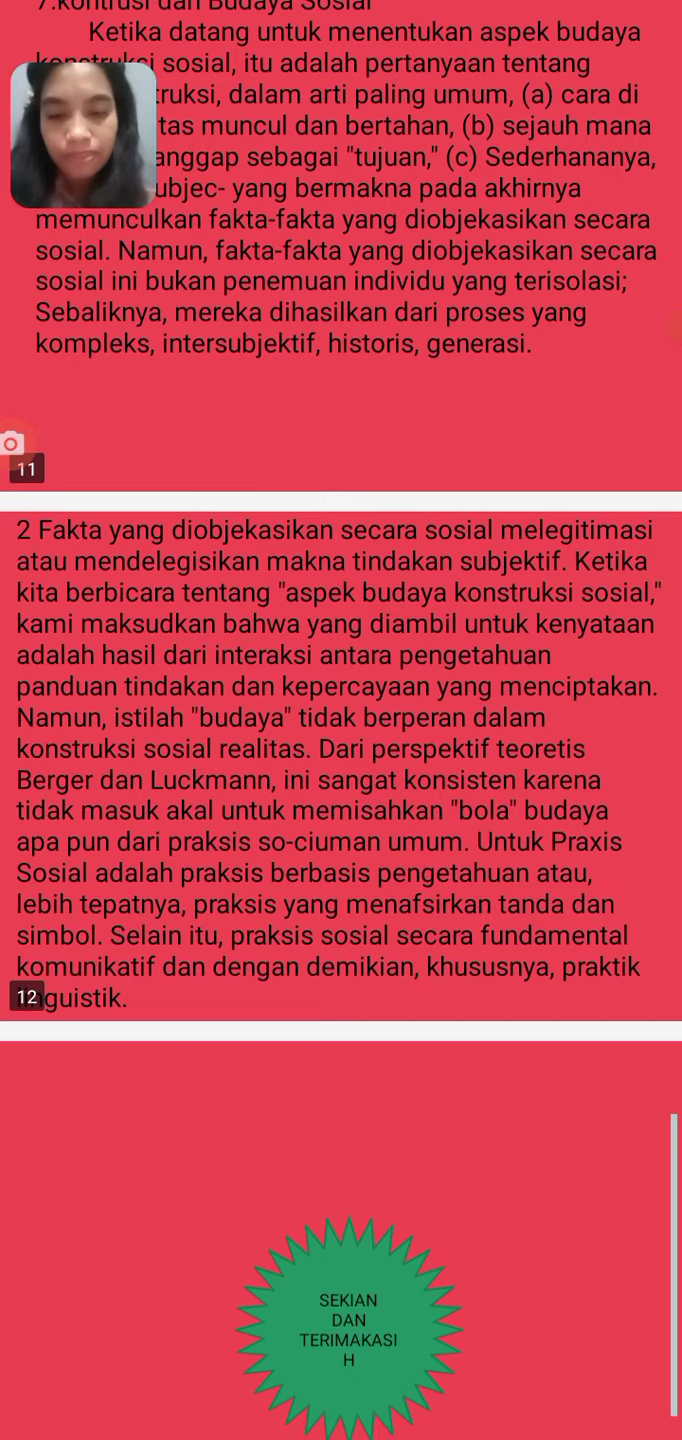 7.kontrusi dan Budaya Sosial
Ketika datang untuk menentukan aspek budaya
konstruksi sosial, itu adalah pertanyaan tentang
truksi, dalam arti paling umum, (a) cara di
tas muncul dan bertahan, (b) sejauh mana
anggap sebagai "tujuan," (c) Sederhananya,
ubjec- yang bermakna pada akhirnya
memunculkan fakta-fakta yang diobjekasikan secara
sosial. Namun, fakta-fakta yang diobjekasikan secara
sosial ini bukan penemuan individu yang terisolasi;
Sebaliknya, mereka dihasilkan dari proses yang
kompleks, intersubjektif, historis, generasi.
11
2 Fakta yang diobjekasikan secara sosial melegitimasi
atau mendelegisikan makna tindakan subjektif. Ketika
kita berbicara tentang "aspek budaya konstruksi sosial,"
kami maksudkan bahwa yang diambil untuk kenyataan
adalah hasil dari interaksi antara pengetahuan
panduan tindakan dan kepercayaan yang menciptakan.
Namun, istilah "budaya" tidak berperan dalam
konstruksi sosial realitas. Dari perspektif teoretis
Berger dan Luckmann, ini sangat konsisten karena
tidak masuk akal untuk memisahkan "bola" budaya
apa pun dari praksis so-ciuman umum. Untuk Praxis
Sosial adalah praksis berbasis pengetahuan atau,
lebih tepatnya, praksis yang menafsirkan tanda dan
simbol. Selain itu, praksis sosial secara fundamental
komunikatif dan dengan demikian, khususnya, praktik
linguistik.
12
SEKIAN
DAN
TERIMAKASI
H